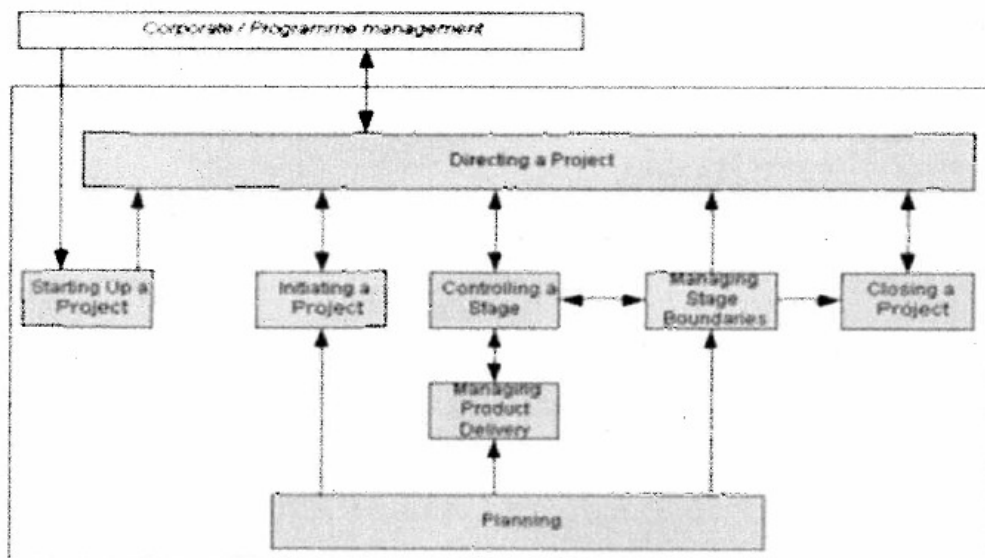 Corporate / Programme management
Directing a Project
Starting Up a
Project
Initiating a
Project
Controlling a
Stage
Managing
Stage
Boundaries
Closing a
Project
Managing
Product
Delivery
Planning